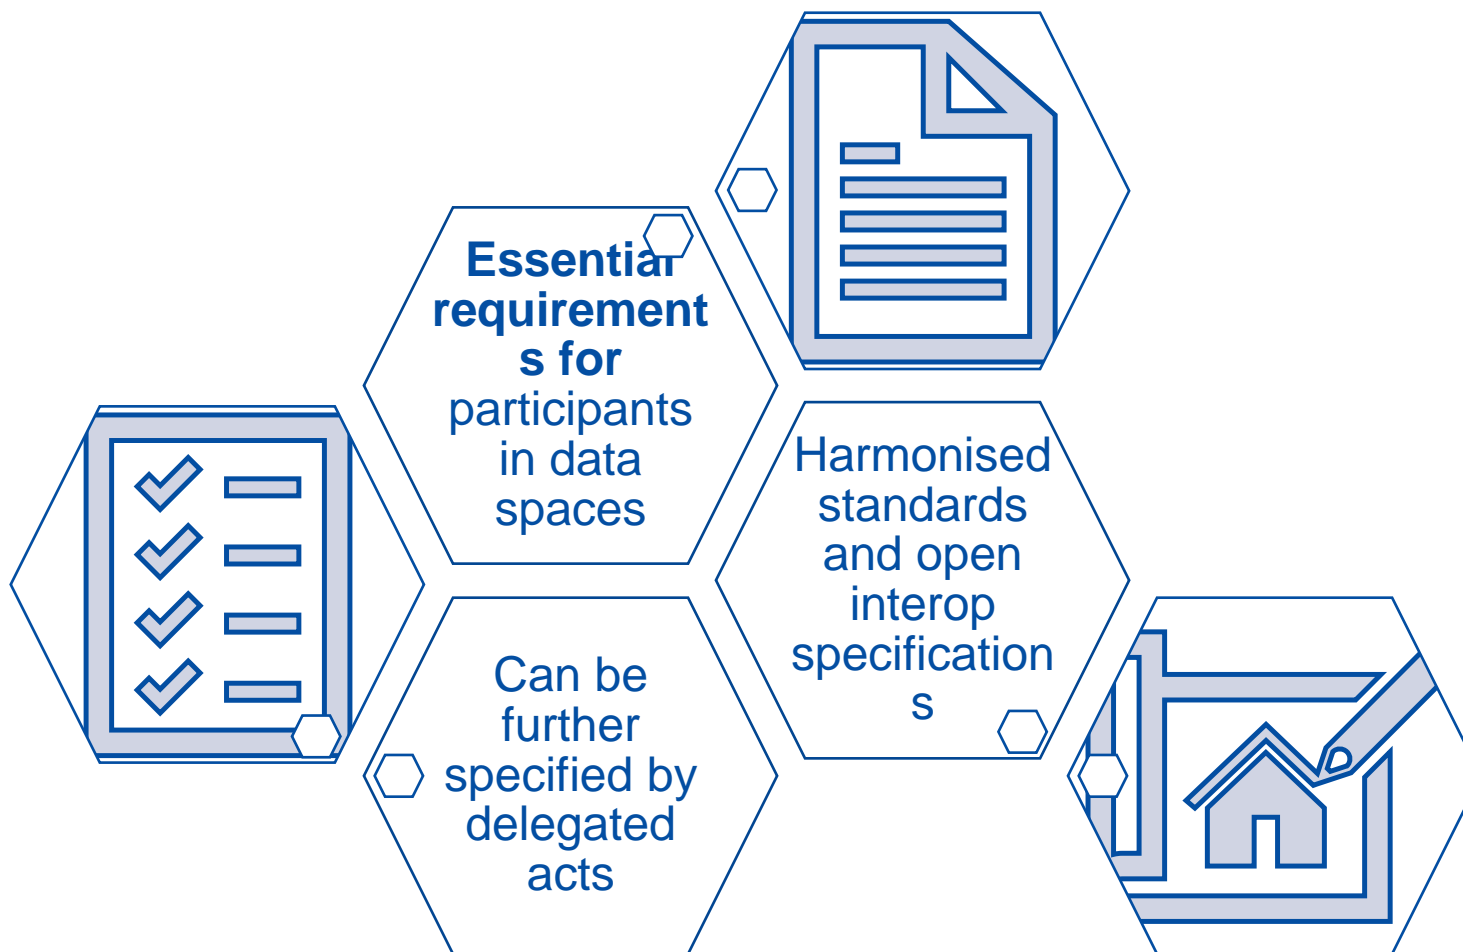 Essential
requirement
s for
participants
in data
spaces
Harmonised
standards
and open
interop
specification
s
Can be
further
specified by
delegated
acts